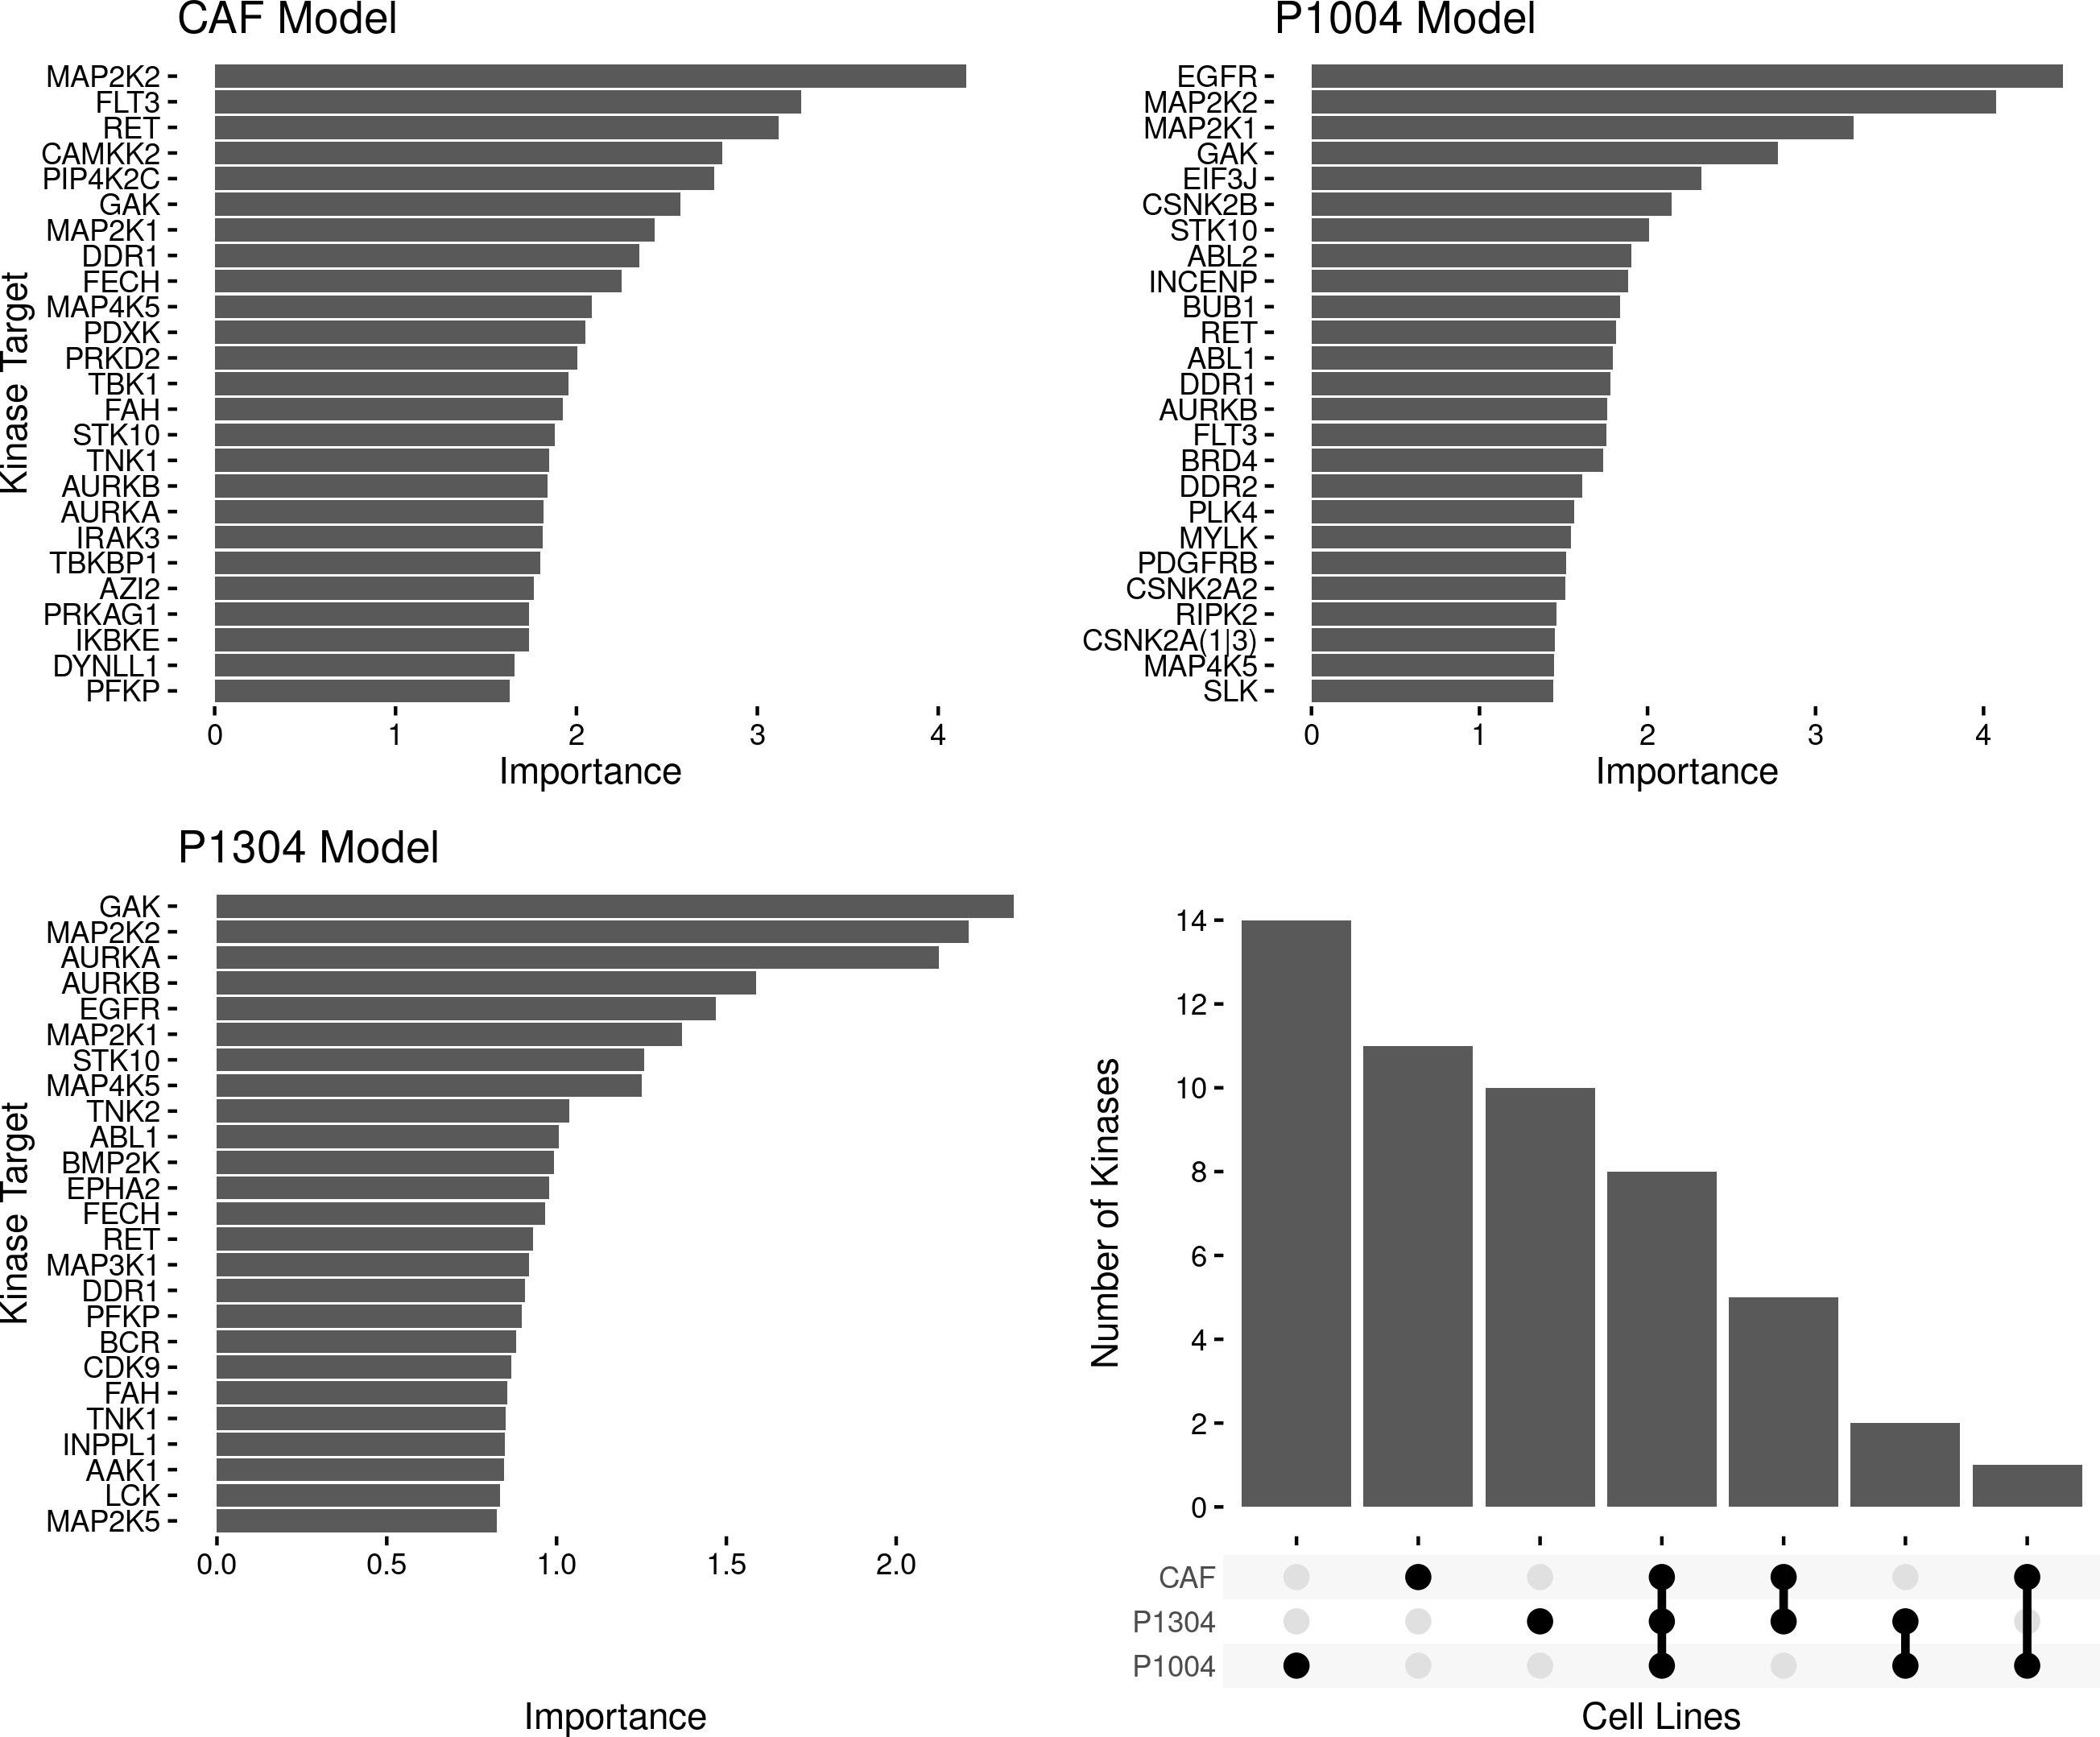 CAF Model
Kinase Target
MAP2K2
FLT3
RET
CAMKK2
PIP4K2C
GAK
MAP2K1
DDR1
FECH
MAP4K5
PDXK
PRKD2
TBK1
FAH
STK10
TNK1
AURKB
AURKA
IRAK3
TBKBP1
AZI2
PRKAG1
IKBKE
DYNLL1
PFKP
0 1 2 3 4
Importance
P1004 Model
EGFR
MAP2K2
MAP2K1
GAK
EIF3J
CSNK2B
STK10
ABL2
INCENP
BUB1
RET
ABL1
DDR1
AURKB
FLT3
BRD4
DDR2
PLK4
MYLK
PDGFRB
CSNK2A2
RIPK2
CSNK2A(1|3)
MAP4K5
SLK
0 1 2 3 4
Importance
P1304 Model
Kinase Target
GAK
MAP2K2
AURKA
AURKB
EGFR
MAP2K1
STK10
MAP4K5
TNK2
ABL1
BMP2K
EPHA2
FECH
RET
MAP3K1
DDR1
PFKP
BCR
CDK9
FAH
TNK1
INPPL1
AAK1
LCK
MAP2K5
0.0 0.5 1.0 1.5 2.0
Importance
Number of Kinases
14
12
10
8
6
4
2
0
CAF
P1304
P1004
Cell Lines